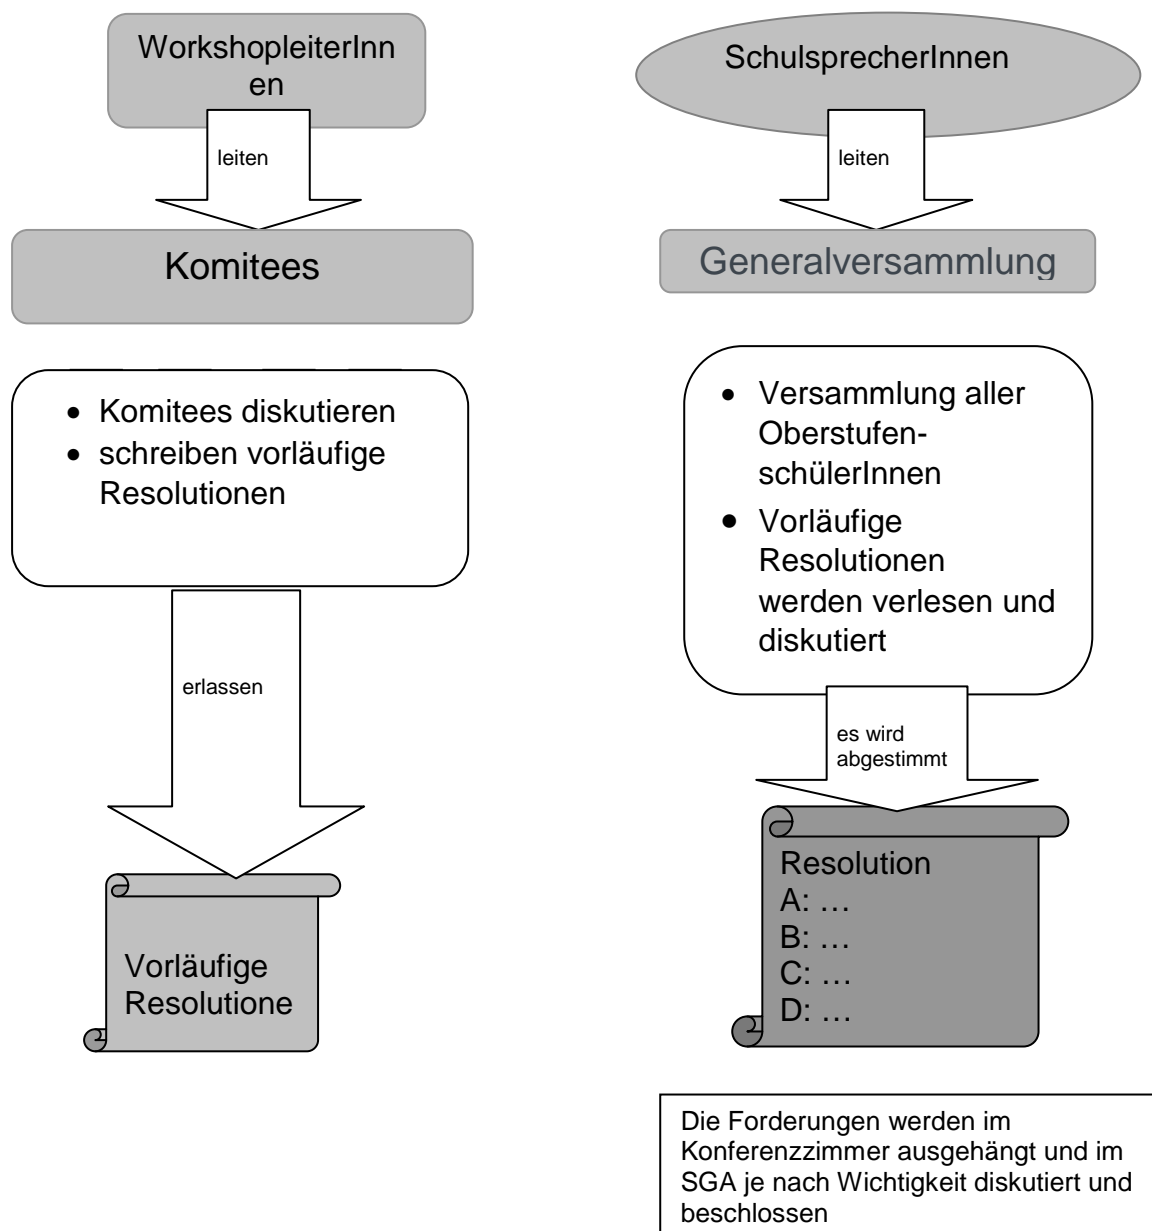 WorkshopleiterInn
en
leiten
Komitees
• Komitees diskutieren
• schreiben vorläufige
Resolutionen
erlassen
Vorläufige
Resolutione
SchulsprecherInnen
leiten
Generalversammlung
• Versammlung aller
Oberstufen-
schülerInnen
• Vorläufige
Resolutionen
werden verlesen und
diskutiert
es wird
abgestimmt
Resolution
A: …
B: …
C: …
D: …
Die Forderungen werden im
Konferenzzimmer ausgehängt und im
SGA je nach Wichtigkeit diskutiert und
beschlossen